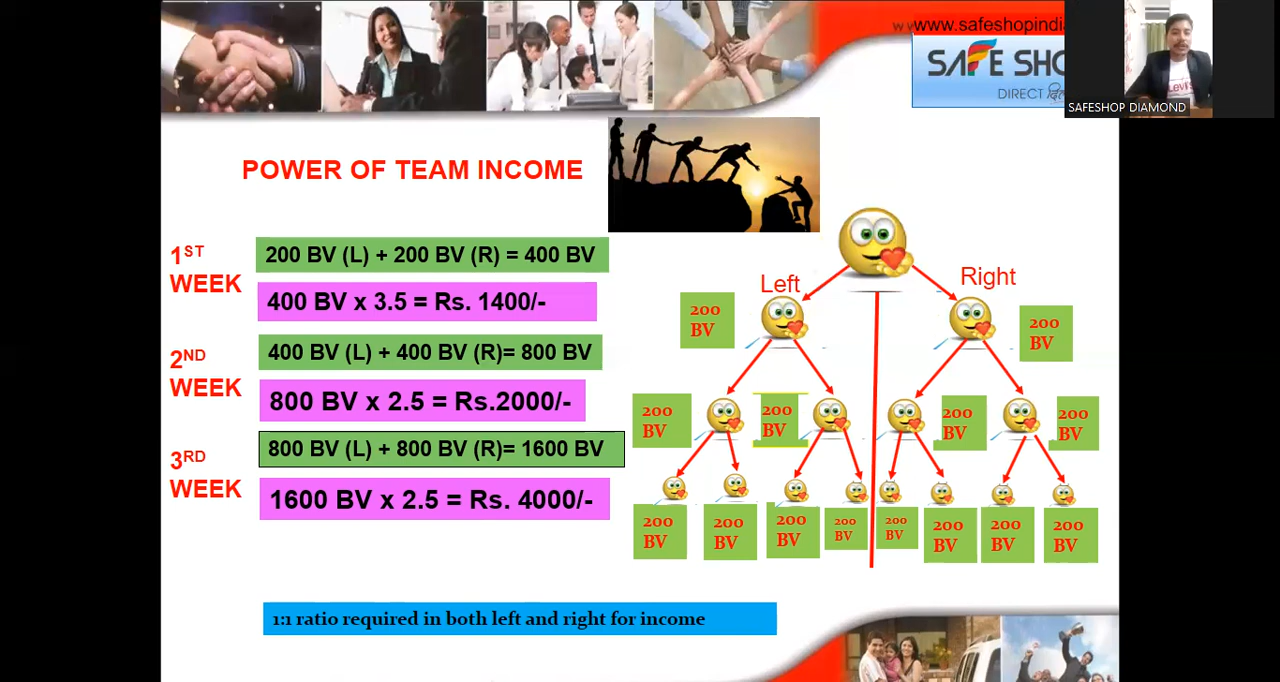 www.safeshopindi
SAFE SHO
DIRECT दि
SAFESHOP DIAMOND
Levi's
POWER OF TEAM INCOME
1ST WEEK
200 BV (L) + 200 BV (R) = 400 BV
400 BV x 3.5 = Rs. 1400/-
2ND WEEK
400 BV (L) + 400 BV (R)= 800 BV
800 BV x 2.5 = Rs.2000/-
3RD WEEK
800 BV (L) + 800 BV (R)= 1600 BV
1600 BV x 2.5 = Rs. 4000/-
Left
Right
200
BV
200
BV
200
BV
200
BV
200
BV
200
BV
200
BV
200
BV
200
BV
200
BV
200
BV
200
BV
200
BV
200
BV
1:1 ratio required in both left and right for income